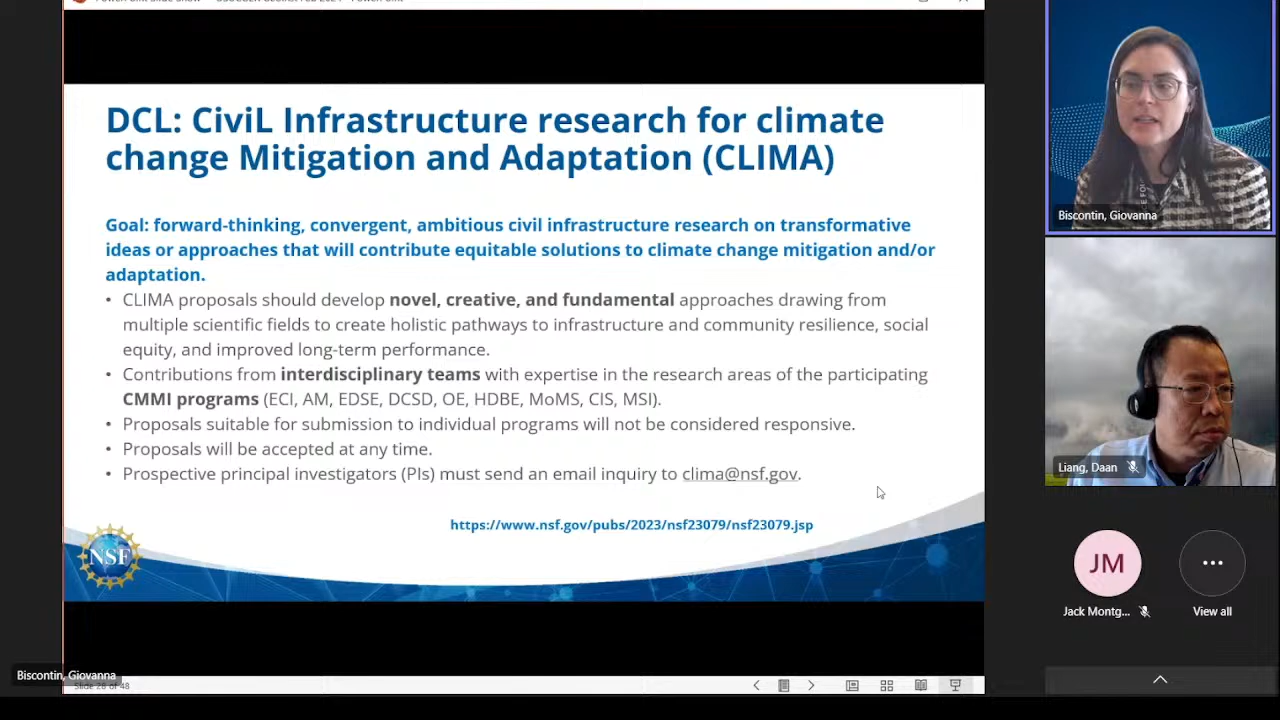 DCL: CiviL Infrastructure research for climate
change Mitigation and Adaptation (CLIMA)
Goal: forward-thinking, convergent, ambitious civil infrastructure research on transformative
ideas or approaches that will contribute equitable solutions to climate change mitigation and/or
adaptation.
• CLIMA proposals should develop novel, creative, and fundamental approaches drawing from
multiple scientific fields to create holistic pathways to infrastructure and community resilience, social
equity, and improved long-term performance.
• Contributions from interdisciplinary teams with expertise in the research areas of the participating
CMMI programs (ECI, AM, EDSE, DCSD, OE, HDBE, MoMS, CIS, MSI).
• Proposals suitable for submission to individual programs will not be considered responsive.
• Proposals will be accepted at any time.
• Prospective principal investigators (PIs) must send an email inquiry to clima@nsf.gov.
https://www.nsf.gov/pubs/2023/nsf23079/nsf23079.jsp
NSF
Biscontin, Giovanna
Slide 28 of 48
Biscontin, Giovanna
Liang, Daan
JM
Jack Montg...
View all